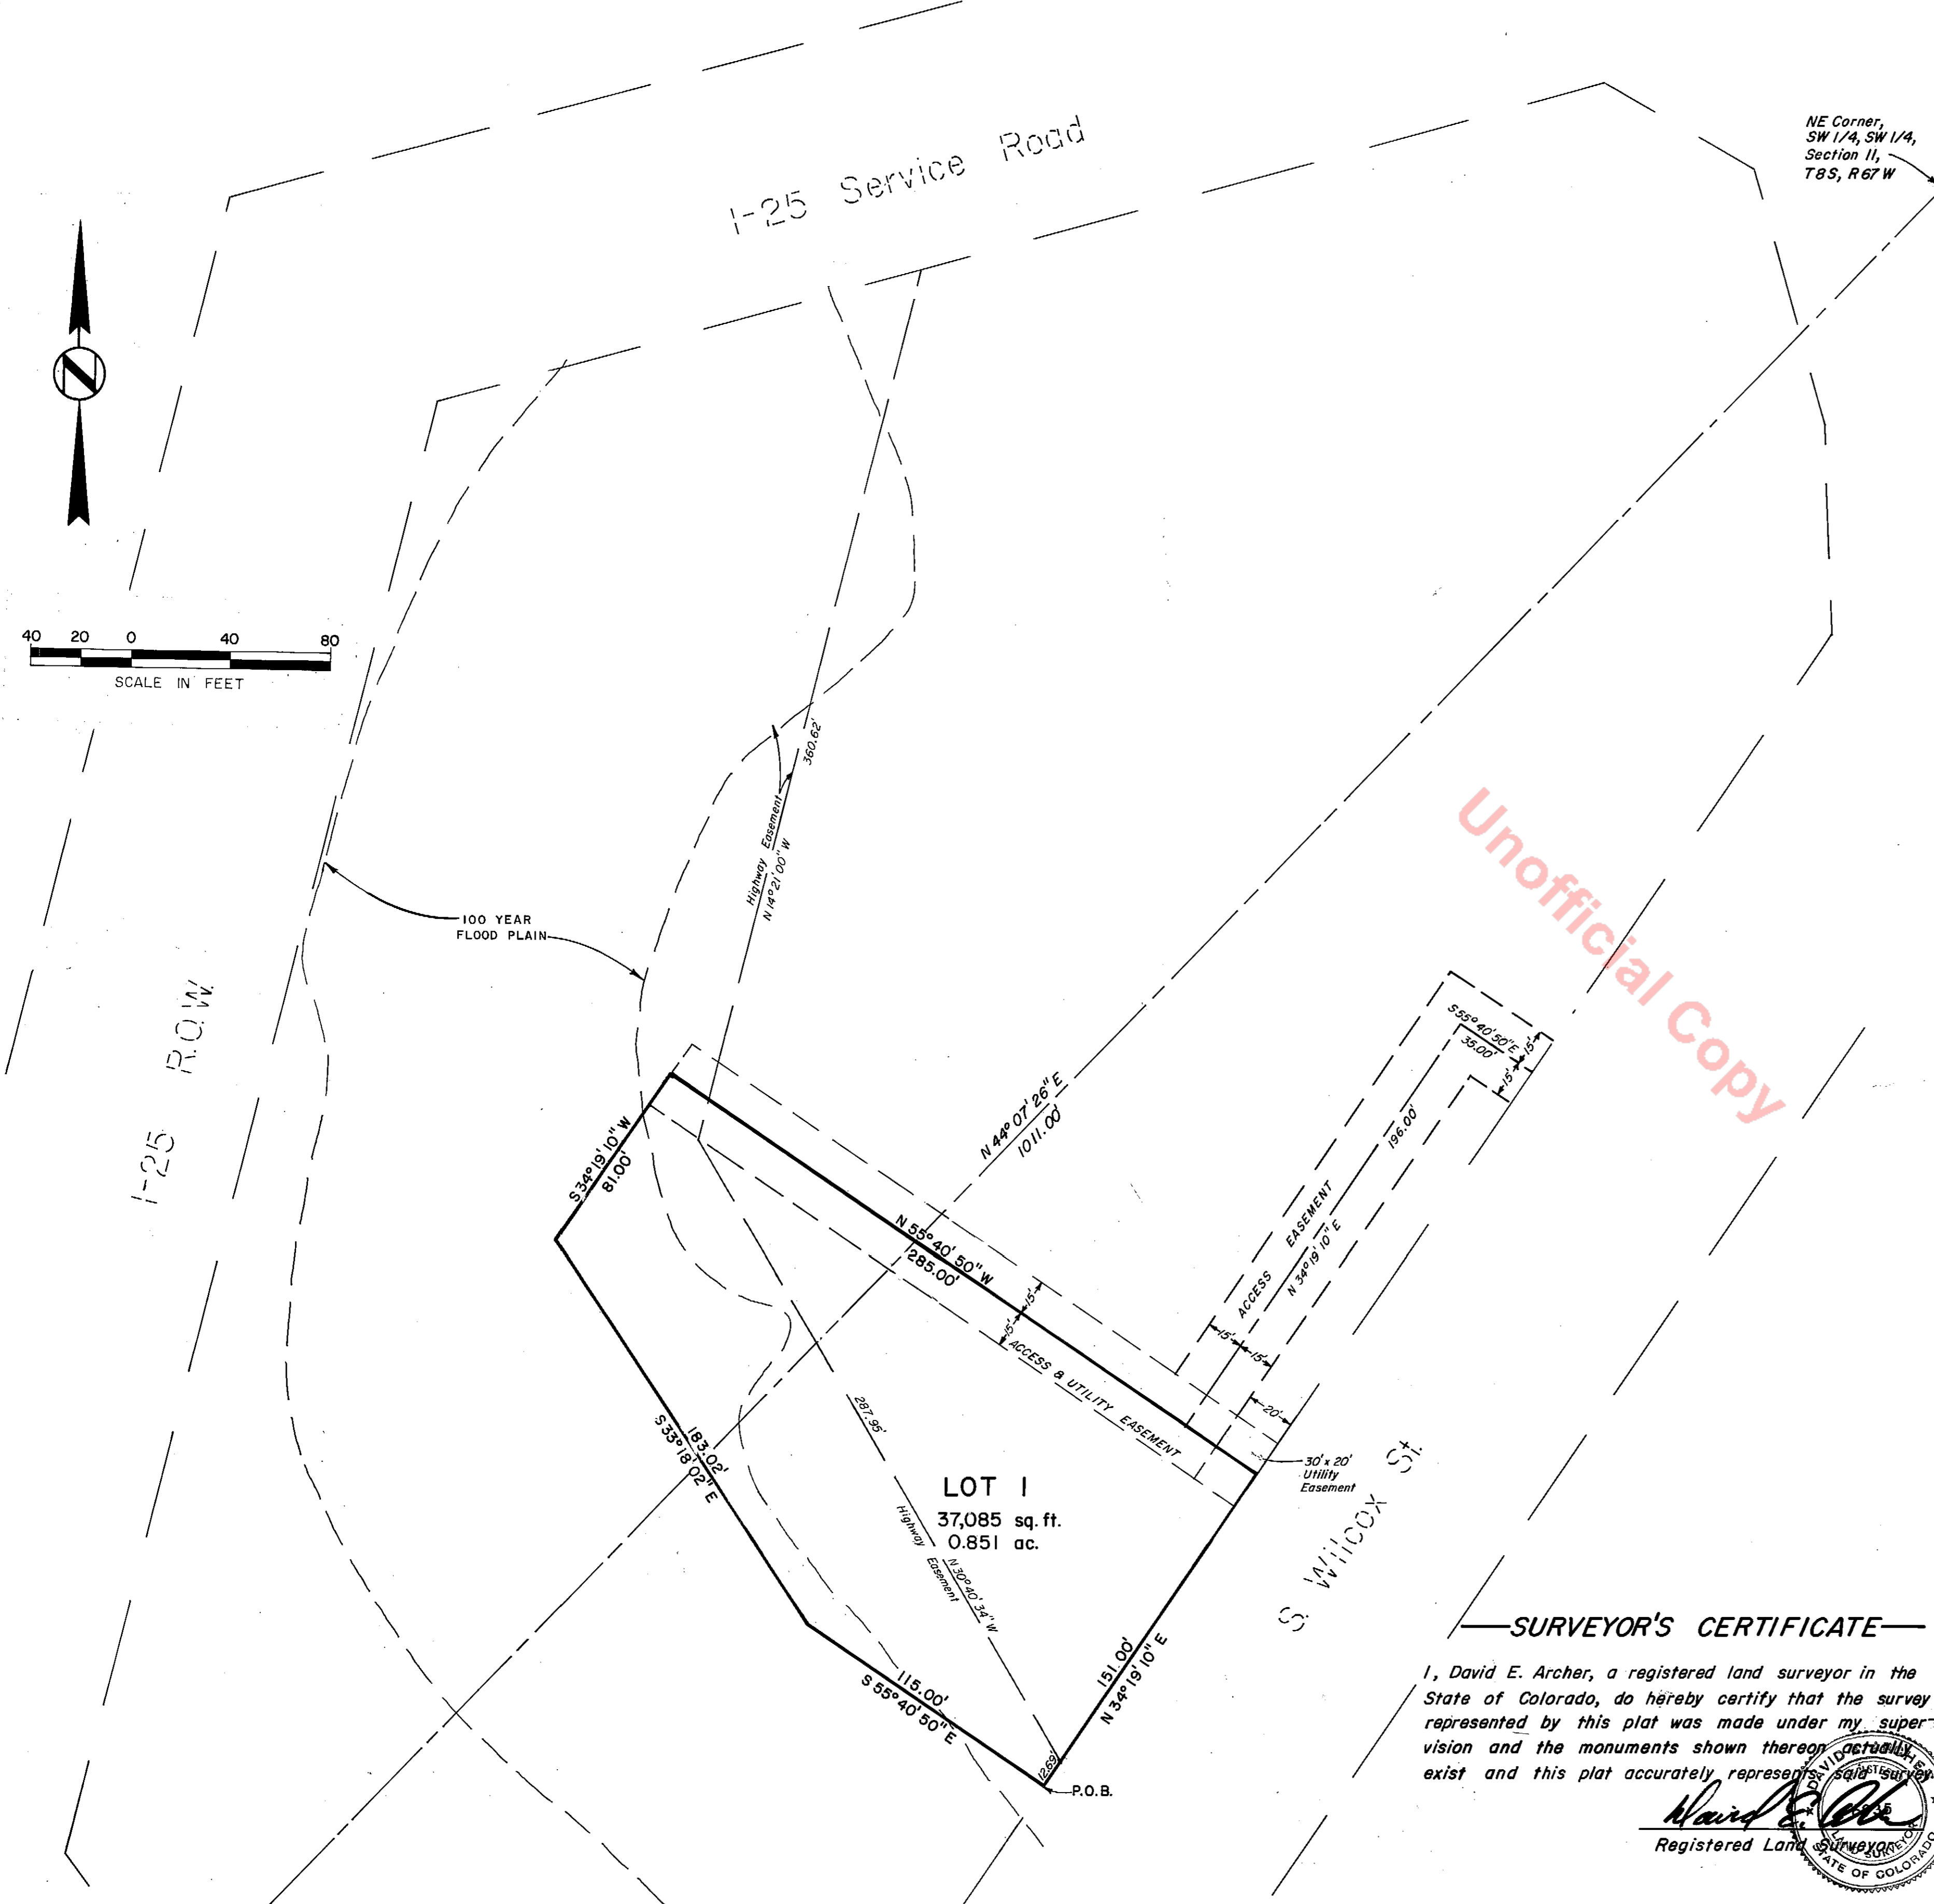 I-25 Service Road
NE Corner,
SW 1/4, SW 1/4,
Section 11,
T8S, R67W
N
40 20 0 40 80
SCALE IN FEET
360.62'
Highway Easement
N 14° 21' 00" W
100 YEAR
FLOOD PLAIN
I-25 R.O.W.
Unofficial Copy
S 55° 40' 50" E
35.00'
15'
15'
196.00'
ACCESS EASEMENT
N 34° 19' 10" E
15'
15'
20'
N 44° 07' 26" E
1011.00'
S 34° 19' 10" W
81.00'
N 55° 40' 50" W
285.00'
15'
15'
ACCESS & UTILITY EASEMENT
30' x 20'
Utility
Easement
287.95'
Highway Easement
N 30° 40' 34" W
183.02'
S 33° 18' 02" E
LOT 1
37,085 sq. ft.
0.851 ac.
S. Wilcox St.
115.00'
S 55° 40' 50" E
151.00'
N 34° 19' 10" E
12.69'
P.O.B.
SURVEYOR'S CERTIFICATE
I, David E. Archer, a registered land surveyor in the
State of Colorado, do hereby certify that the survey
represented by this plat was made under my super-
vision and the monuments shown thereon actually
exist and this plat accurately represents said survey.
Registered Land Surveyor
LAND SURVEYOR
STATE OF COLORADO